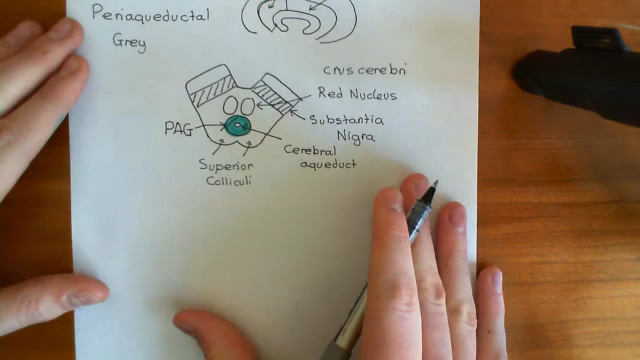 Periaqueductal
Grey
crus cerebri
Red Nucleus
Substantia
Nigra
PAG
Cerebral
aqueduct
Superior
Colliculi